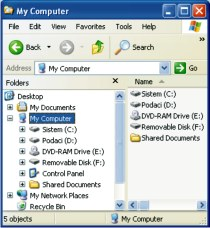 My Computer
File Edit View Favorites Tools Help
Back Search
Address My Computer Go
Folders
Desktop
My Documents
My Computer
Sistem (C:)
Podaci (D:)
DVD-RAM Drive (E:)
Removable Disk (F:)
Control Panel
Shared Documents
My Network Places
Recycle Bin
Name
Sistem (C:)
Podaci (D:)
DVD-RAM Drive (E:)
Removable Disk (F:)
Shared Documents
5 objects My Computer